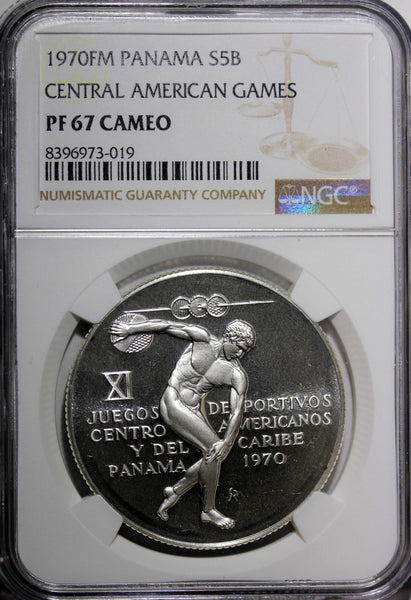 1970FM PANAMA S5B
CENTRAL AMERICAN GAMES
PF 67 CAMEO
8396973-019
NUMISMATIC GUARANTY COMPANY
NGC
XI
JUEGOS DEPORTIVOS
CENTRO AMERICANOS
Y DEL CARIBE
PANAMA 1970